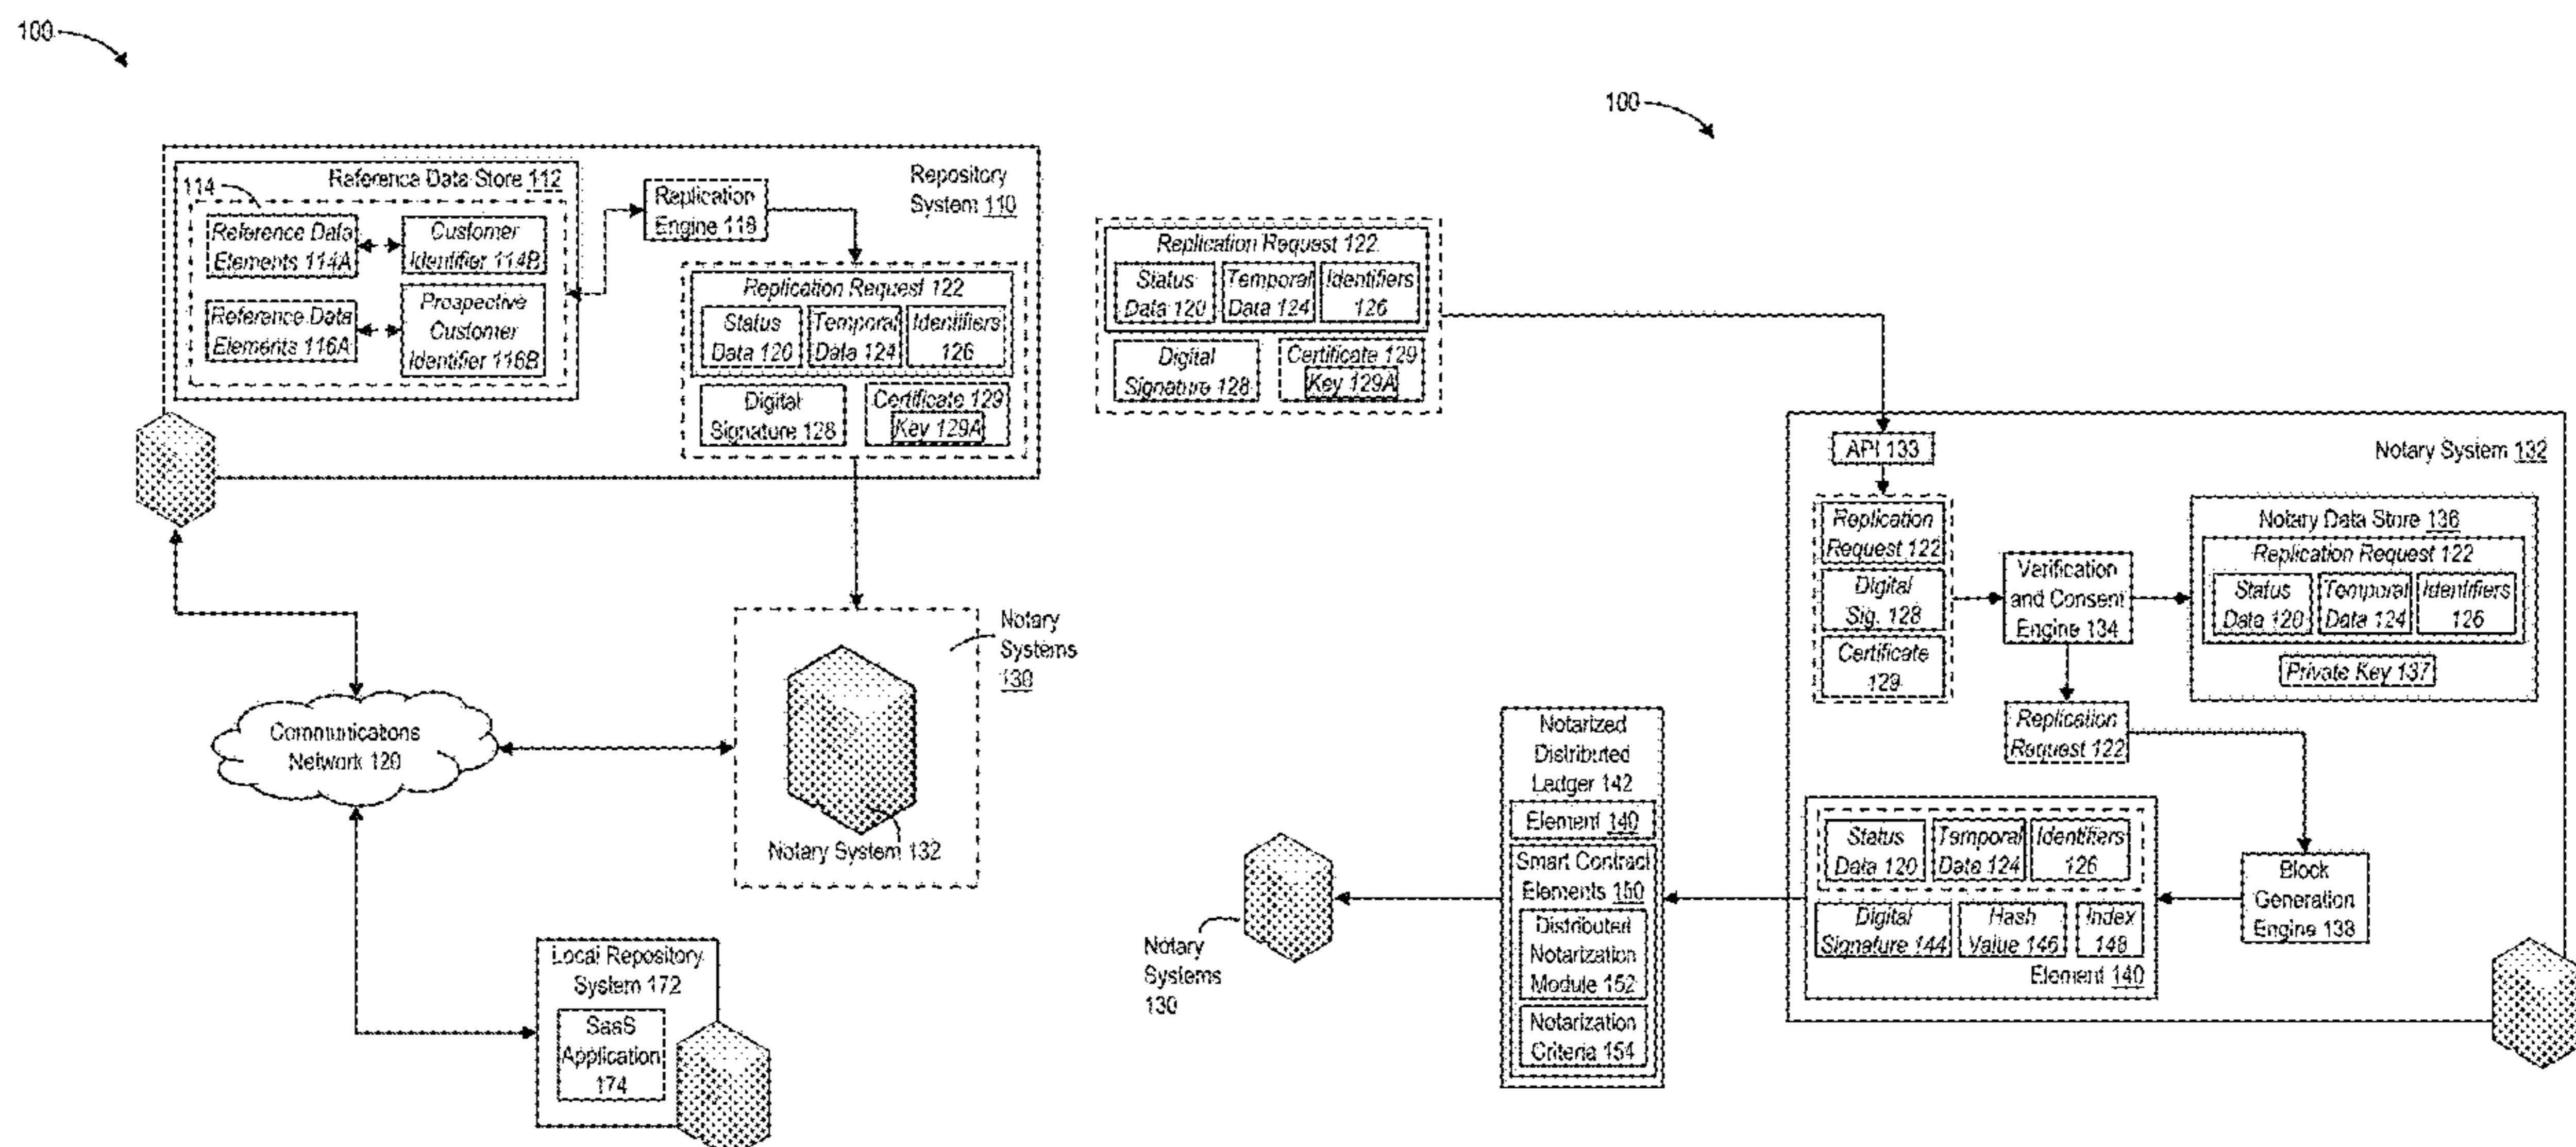 100
Reference Data Store 112
114
Reference Data
Elements 114A
Customer
Identifier 114B
Reference Data
Elements 116A
Prospective
Customer
Identifier 116B
Replication
Engine 118
Repository
System 110
Replication Request 122
Status
Data 120
Temporal
Data 124
Identifiers
126
Digital
Signature 128
Certificate 129
Key 129A
Communications
Network 120
Notary
Systems
130
Notary System 132
Local Repository
System 172
SaaS
Application
174
100
Replication Request 122
Status
Data 120
Temporal
Data 124
Identifiers
126
Digital
Signature 128
Certificate 129
Key 129A
API 133
Notary System 132
Replication
Request 122
Digital
Sig. 128
Certificate
129
Verification
and Consent
Engine 134
Notary Data Store 136
Replication Request 122
Status
Data 120
Temporal
Data 124
Identifiers
126
Private Key 137
Replication
Request 122
Block
Generation
Engine 138
Status
Data 120
Temporal
Data 124
Identifiers
126
Digital
Signature 144
Hash
Value 146
Index
148
Element 140
Notarized
Distributed
Ledger 142
Element 140
Smart Contract
Elements 150
Distributed
Notarization
Module 152
Notarization
Criteria 154
Notary
Systems
130